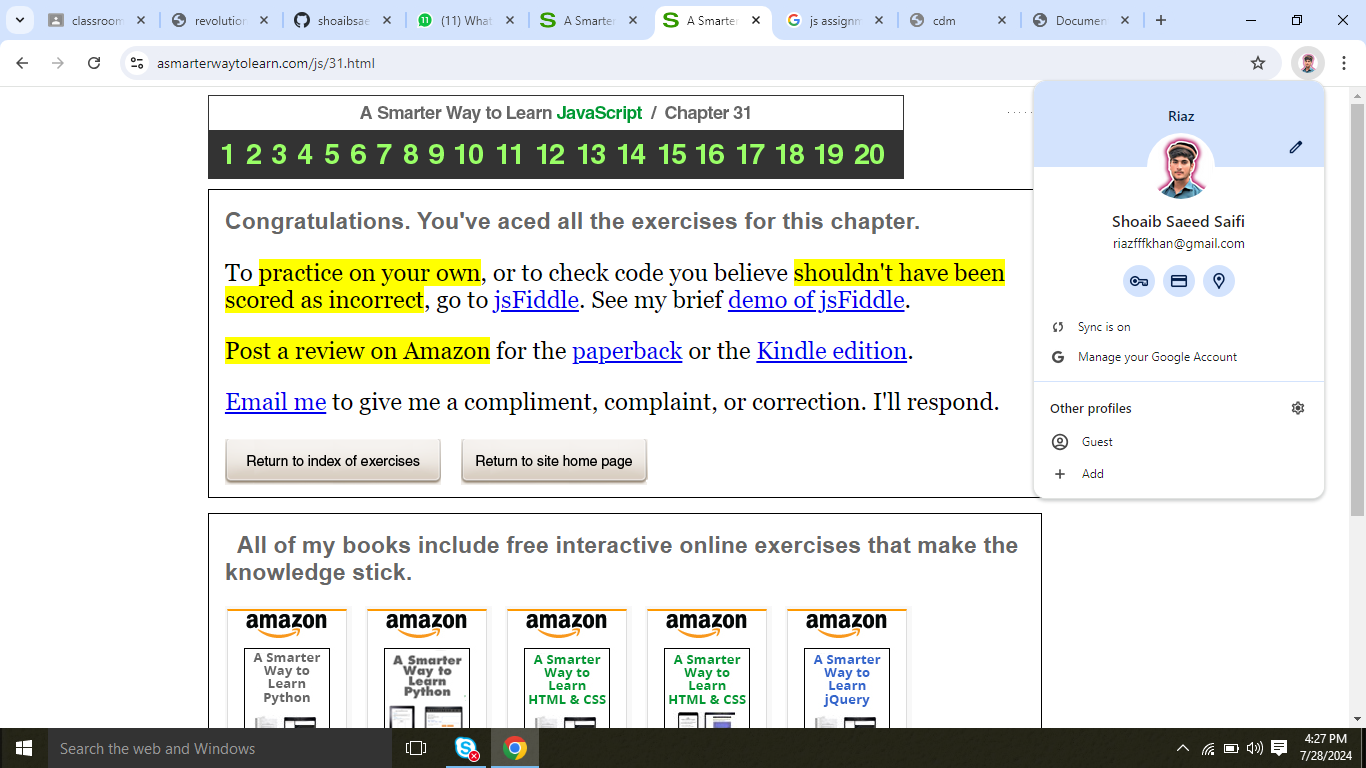 classroom
revolution
shoaibsae
(11) What
A Smarter
A Smarter
js assignm
cdm
Documen
asmarterwaytolearn.com/js/31.html
A Smarter Way to Learn JavaScript / Chapter 31
1 2 3 4 5 6 7 8 9 10 11 12 13 14 15 16 17 18 19 20
Congratulations. You've aced all the exercises for this chapter.
To practice on your own, or to check code you believe shouldn't have been
scored as incorrect, go to jsFiddle. See my brief demo of jsFiddle.
Post a review on Amazon for the paperback or the Kindle edition.
Email me to give me a compliment, complaint, or correction. I'll respond.
Return to index of exercises
Return to site home page
Riaz
Shoaib Saeed Saifi
riazfffkhan@gmail.com
Sync is on
Manage your Google Account
Other profiles
Guest
Add
All of my books include free interactive online exercises that make the
knowledge stick.
amazon
A Smarter
Way to
Learn
Python
amazon
A Smarter
Way to
Learn
Python
amazon
A Smarter
Way to
Learn
HTML & CSS
amazon
A Smarter
Way to
Learn
HTML & CSS
amazon
A Smarter
Way to
Learn
jQuery
Search the web and Windows
4:27 PM
7/28/2024